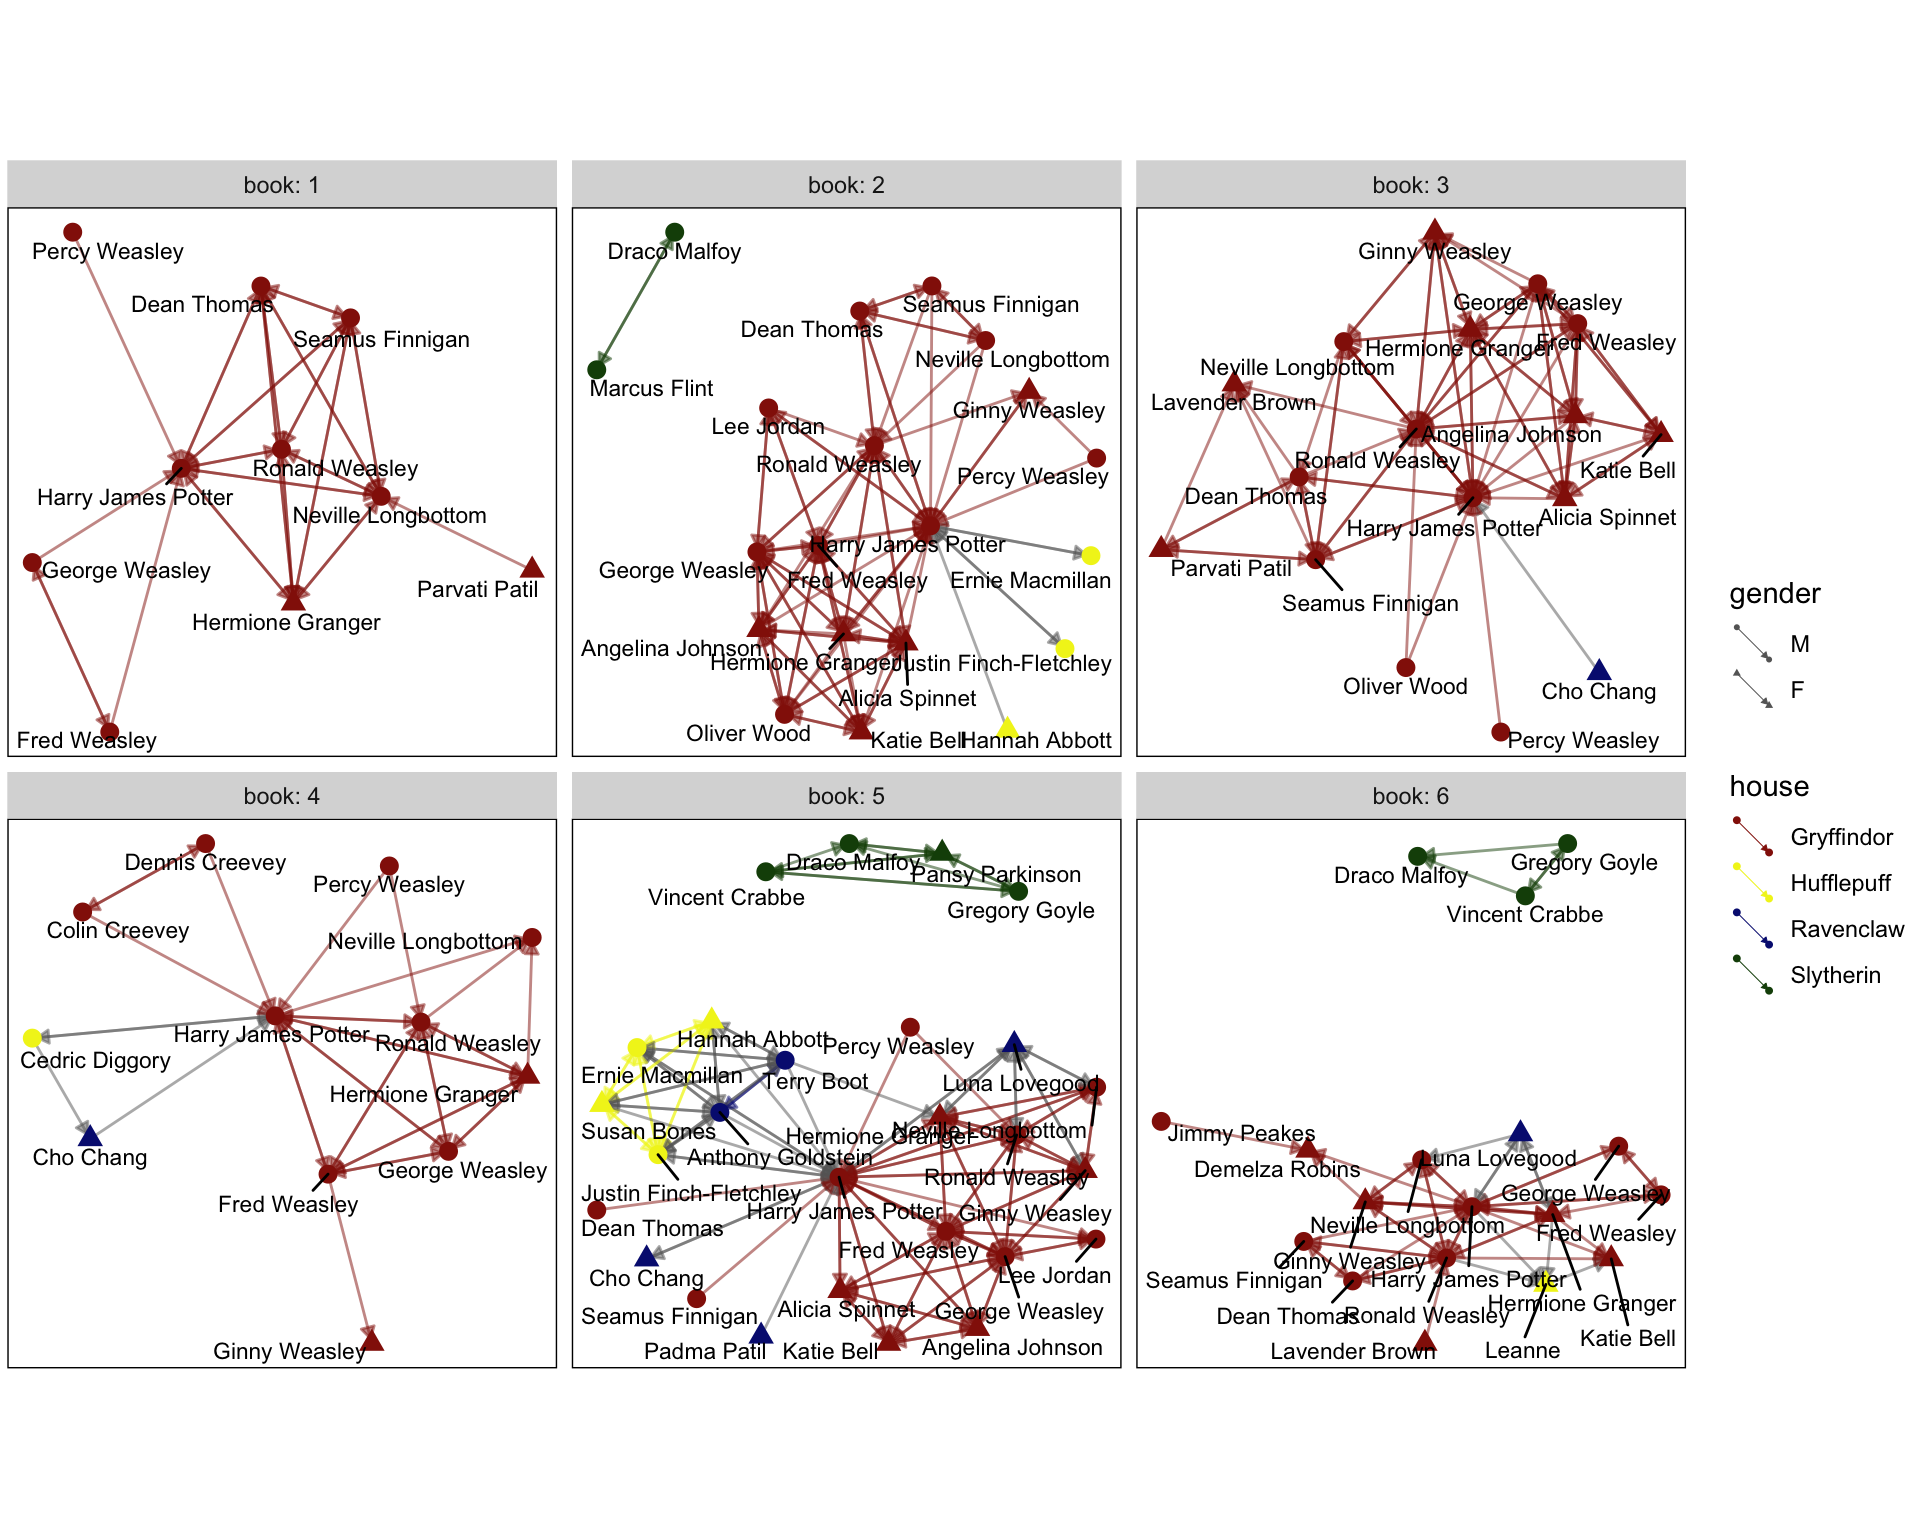 book: 1
Percy Weasley
Dean Thomas
Seamus Finnigan
Ronald Weasley
Harry James Potter
Neville Longbottom
George Weasley
Parvati Patil
Hermione Granger
Fred Weasley
book: 2
Draco Malfoy
Seamus Finnigan
Dean Thomas
Neville Longbottom
Marcus Flint
Ginny Weasley
Lee Jordan
Ronald Weasley
Percy Weasley
Harry James Potter
George Weasley
Fred Weasley
Ernie Macmillan
Angelina Johnson
Hermione Granger
Justin Finch-Fletchley
Alicia Spinnet
Oliver Wood
Katie Bell
Hannah Abbott
book: 3
Ginny Weasley
George Weasley
Hermione Granger
Fred Weasley
Neville Longbottom
Lavender Brown
Angelina Johnson
Ronald Weasley
Katie Bell
Dean Thomas
Alicia Spinnet
Harry James Potter
Parvati Patil
Seamus Finnigan
Oliver Wood
Cho Chang
Percy Weasley
book: 4
Dennis Creevey
Percy Weasley
Colin Creevey
Neville Longbottom
Harry James Potter
Ronald Weasley
Cedric Diggory
Hermione Granger
Cho Chang
George Weasley
Fred Weasley
Ginny Weasley
book: 5
Draco Malfoy
Pansy Parkinson
Vincent Crabbe
Gregory Goyle
Hannah Abbott
Percy Weasley
Ernie Macmillan
Terry Boot
Luna Lovegood
Susan Bones
Hermione Granger
Neville Longbottom
Anthony Goldstein
Ronald Weasley
Justin Finch-Fletchley
Harry James Potter
Ginny Weasley
Dean Thomas
Fred Weasley
Cho Chang
Lee Jordan
Seamus Finnigan
Alicia Spinnet
George Weasley
Padma Patil
Katie Bell
Angelina Johnson
book: 6
Gregory Goyle
Draco Malfoy
Vincent Crabbe
Jimmy Peakes
Demelza Robins
Luna Lovegood
George Weasley
Neville Longbottom
Fred Weasley
Ginny Weasley
Seamus Finnigan
Harry James Potter
Hermione Granger
Dean Thomas
Ronald Weasley
Katie Bell
Lavender Brown
Leanne
gender
M
F
house
Gryffindor
Hufflepuff
Ravenclaw
Slytherin